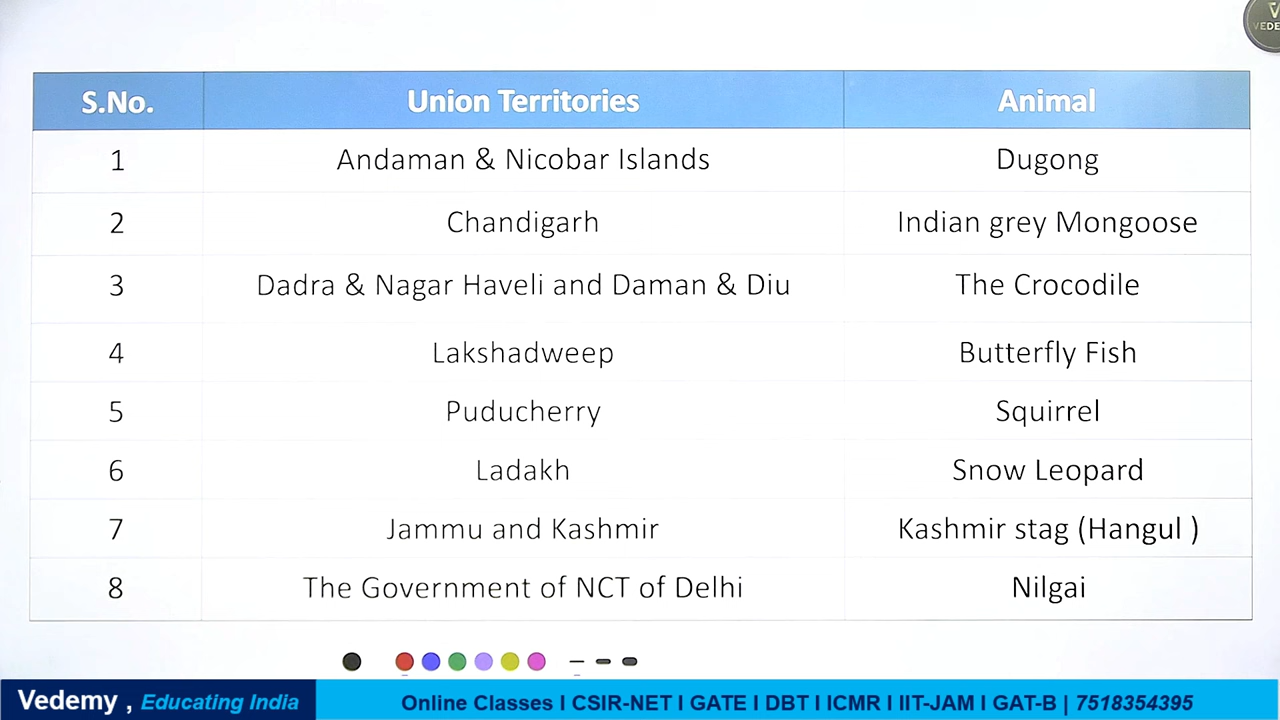 VEDE
S.No. Union Territories Animal
1 Andaman & Nicobar Islands Dugong
2 Chandigarh Indian grey Mongoose
3 Dadra & Nagar Haveli and Daman & Diu The Crocodile
4 Lakshadweep Butterfly Fish
5 Puducherry Squirrel
6 Ladakh Snow Leopard
7 Jammu and Kashmir Kashmir stag (Hangul )
8 The Government of NCT of Delhi Nilgai
Vedemy , Educating India Online Classes I CSIR-NET I GATE I DBT I ICMR I IIT-JAM I GAT-B | 7518354395